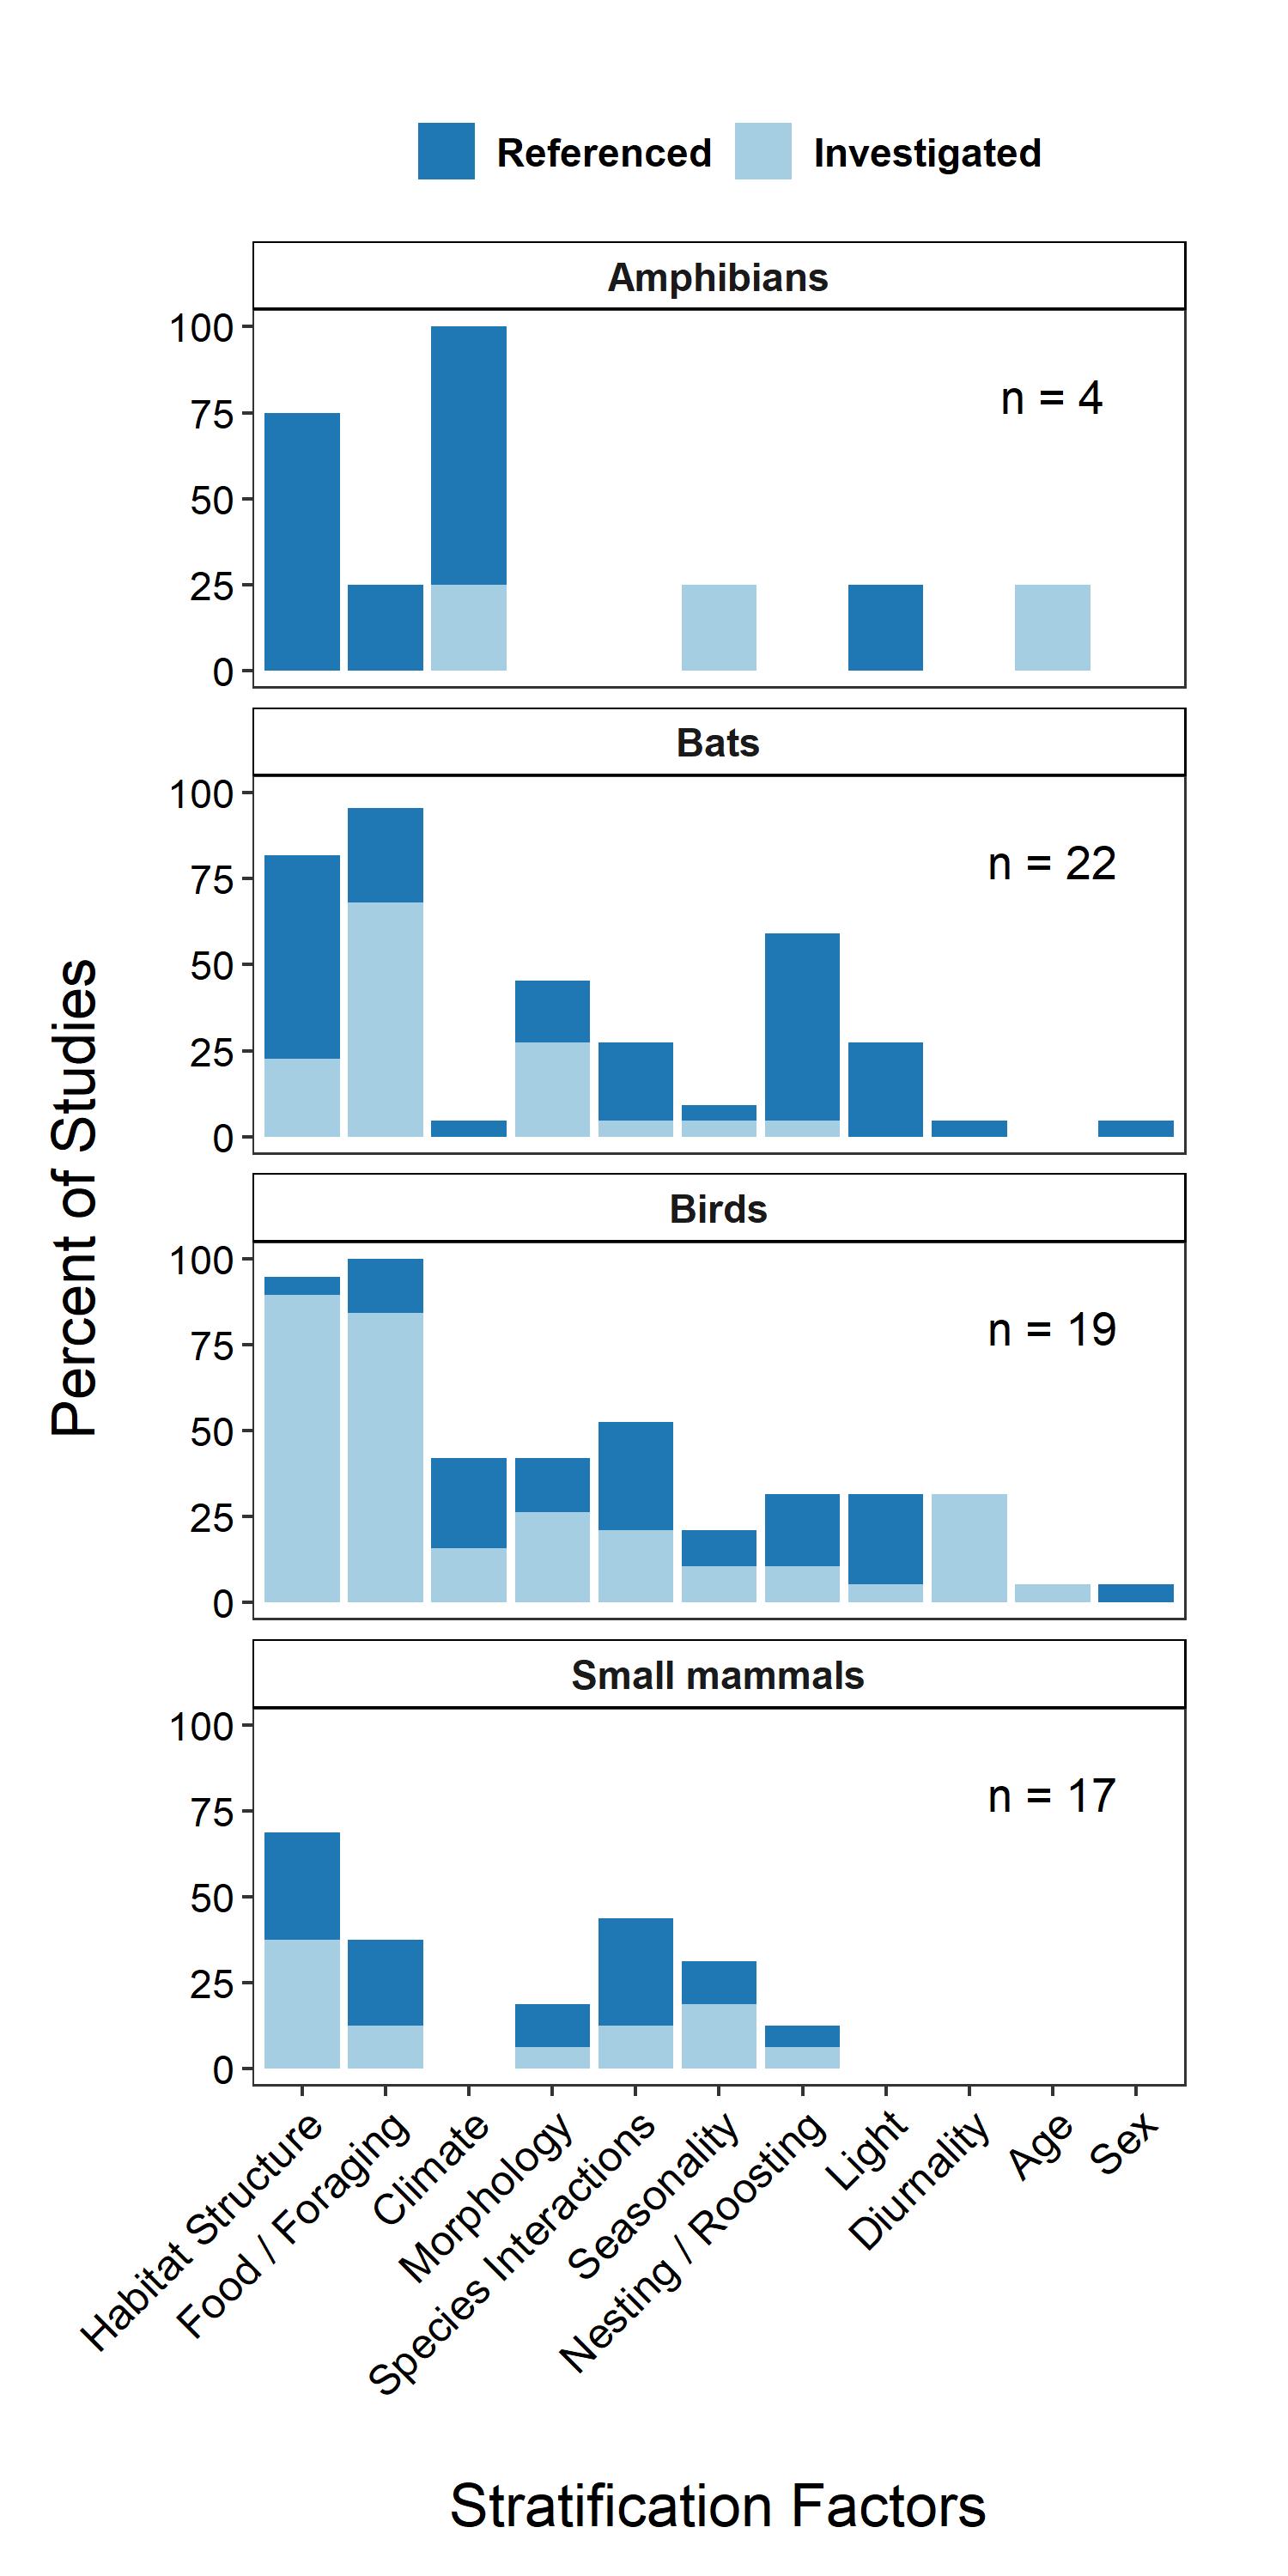 Referenced Investigated
Amphibians
100
75
50
25
0
n = 4
Bats
100
75
50
25
0
n = 22
Birds
100
75
50
25
0
n = 19
Small mammals
100
75
50
25
0
n = 17
Percent of Studies
Habitat Structure
Food / Foraging
Climate
Morphology
Species Interactions
Seasonality
Nesting / Roosting
Light
Diurnality
Age
Sex
Stratification Factors